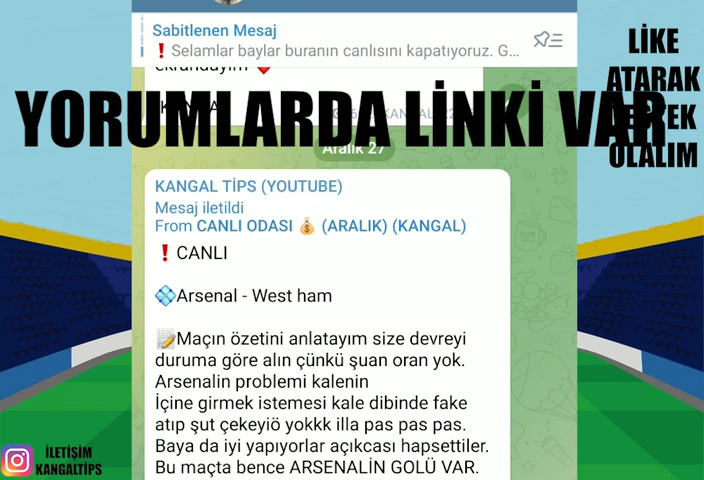 Sabitlenen Mesaj
❗Selamlar baylar buranın canlısını kapatıyoruz. G...
ekrandayım ❤️
YORUMLARDA LİNKİ VAR
LİKE
ATARAK
OLALIM
Aralık 27
KANGAL TİPS (YOUTUBE)
Mesaj iletildi
From CANLI ODASI 💰 (ARALIK) (KANGAL)
❗CANLI
💠Arsenal - West ham
📝Maçın özetini anlatayım size devreyi
duruma göre alın çünkü şuan oran yok.
Arsenalin problemi kalenin
İçine girmek istemesi kale dibinde fake
atıp şut çekeyiö yokkk illa pas pas pas.
Baya da iyi yapıyorlar açıkcası hapsettiler.
Bu maçta bence ARSENALİN GOLÜ VAR.
İLETİŞİM
KANGALTİPS